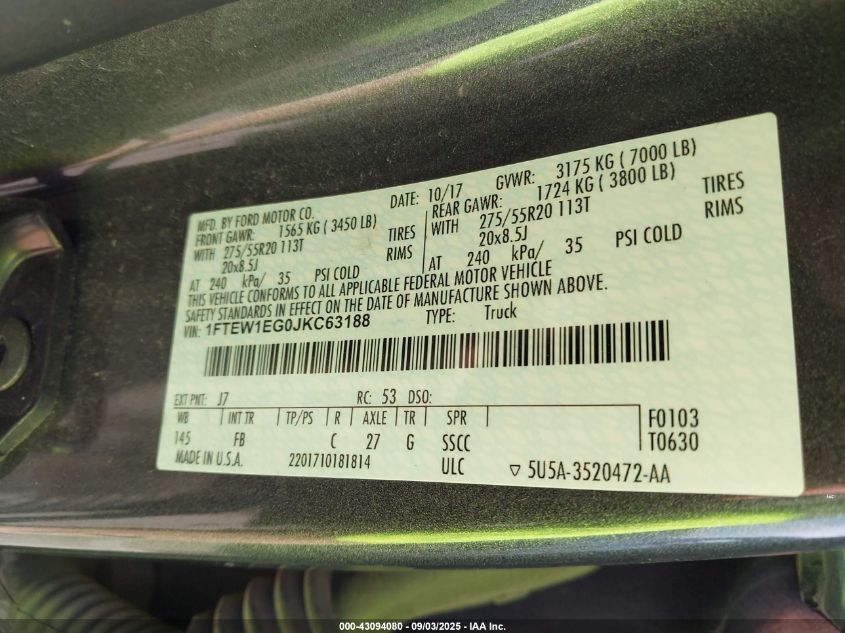 MFD. BY FORD MOTOR CO. DATE: 10/17 GVWR: 3175 KG ( 7000 LB)
FRONT GAWR: 1565 KG ( 3450 LB) REAR GAWR: 1724 KG ( 3800 LB)
WITH 275/55R20 113T TIRES WITH 275/55R20 113T TIRES
20x8.5J RIMS 20x8.5J RIMS
AT 240 kPa/ 35 PSI COLD AT 240 kPa/ 35 PSI COLD
THIS VEHICLE CONFORMS TO ALL APPLICABLE FEDERAL MOTOR VEHICLE
SAFETY STANDARDS IN EFFECT ON THE DATE OF MANUFACTURE SHOWN ABOVE.
VIN: 1FTEW1EG0JKC63188 TYPE: Truck
EXT PNT: J7 RC: 53 DSO:
WB INT TR TP/PS R AXLE TR SPR F0103
145 FB C 27 G SSCC T0630
MADE IN U.S.A. 2201710181814 ULC ▽ 5U5A-3520472-AA
000-43094080 - 09/03/2025 - IAA Inc.